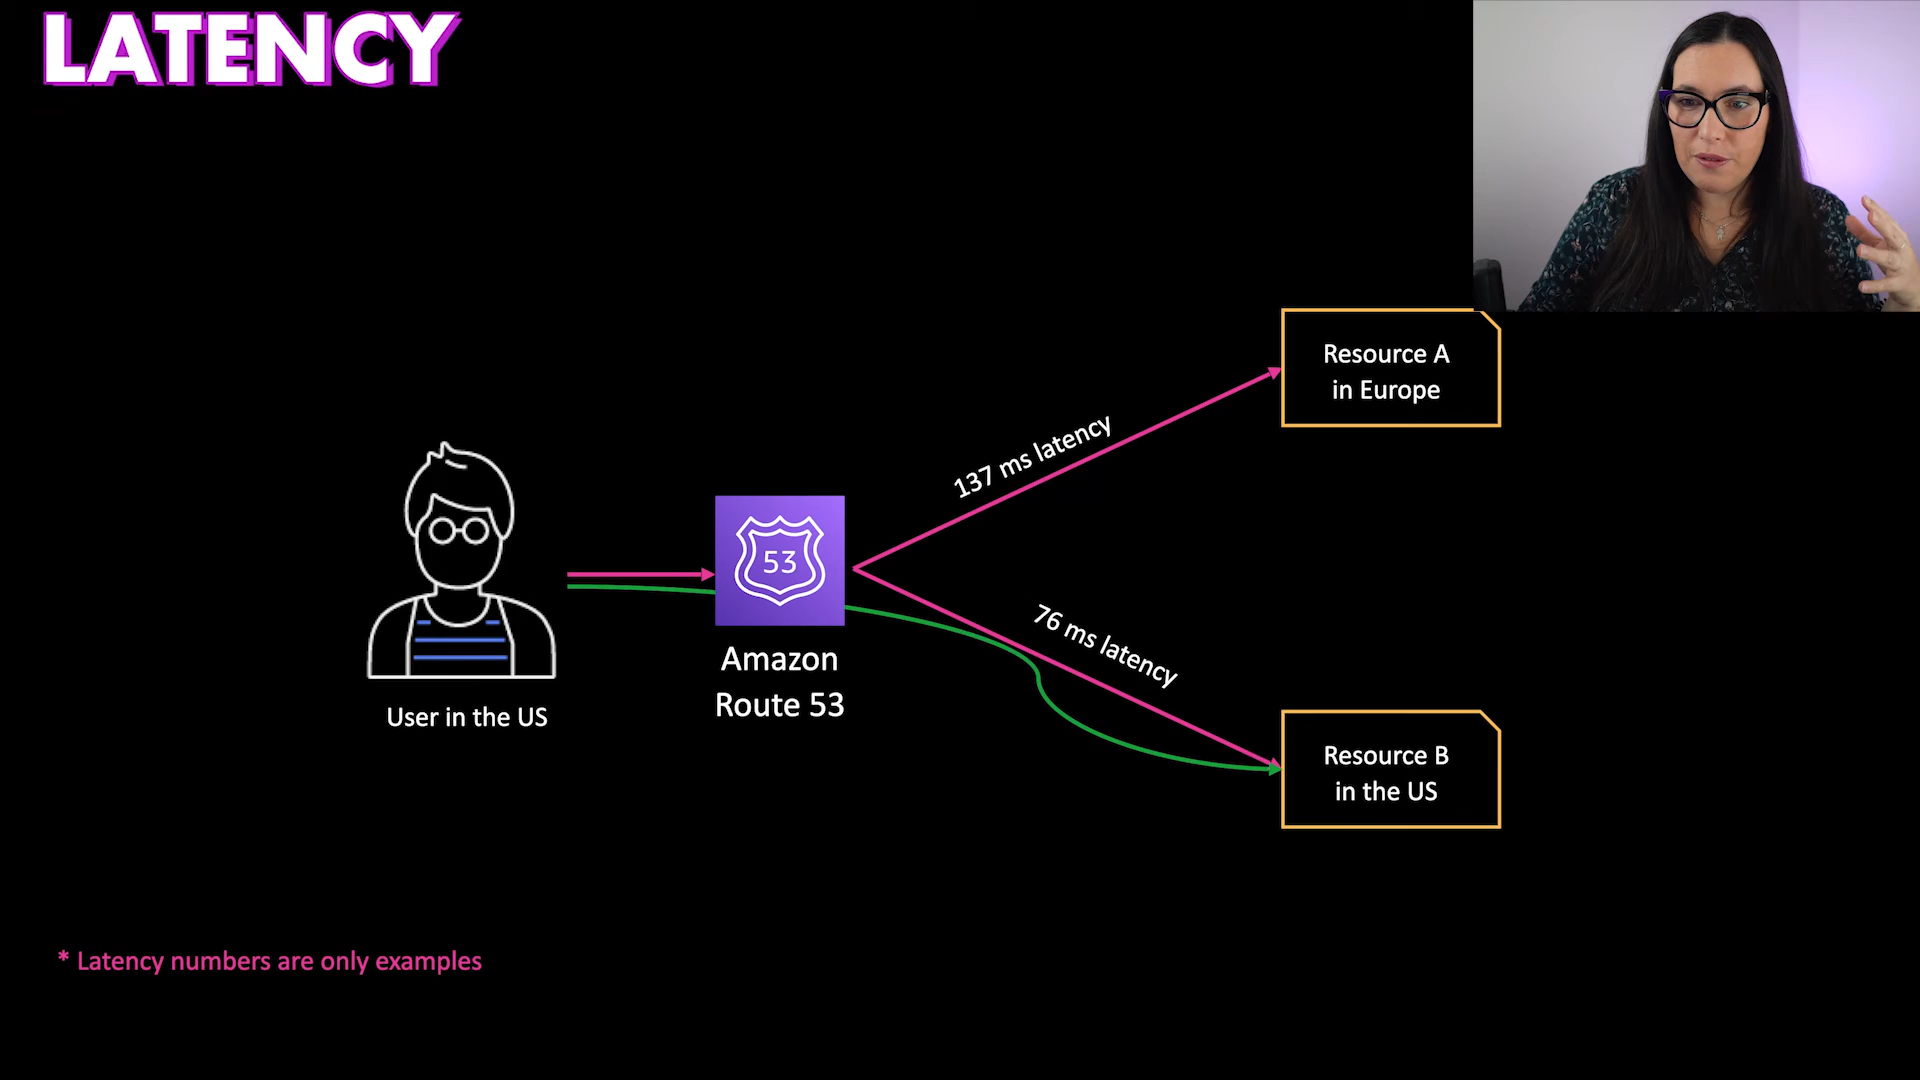 LATENCY
Resource A
in Europe
137 ms latency
53
76 ms latency
Amazon
Route 53
User in the US
Resource B
in the US
* Latency numbers are only examples